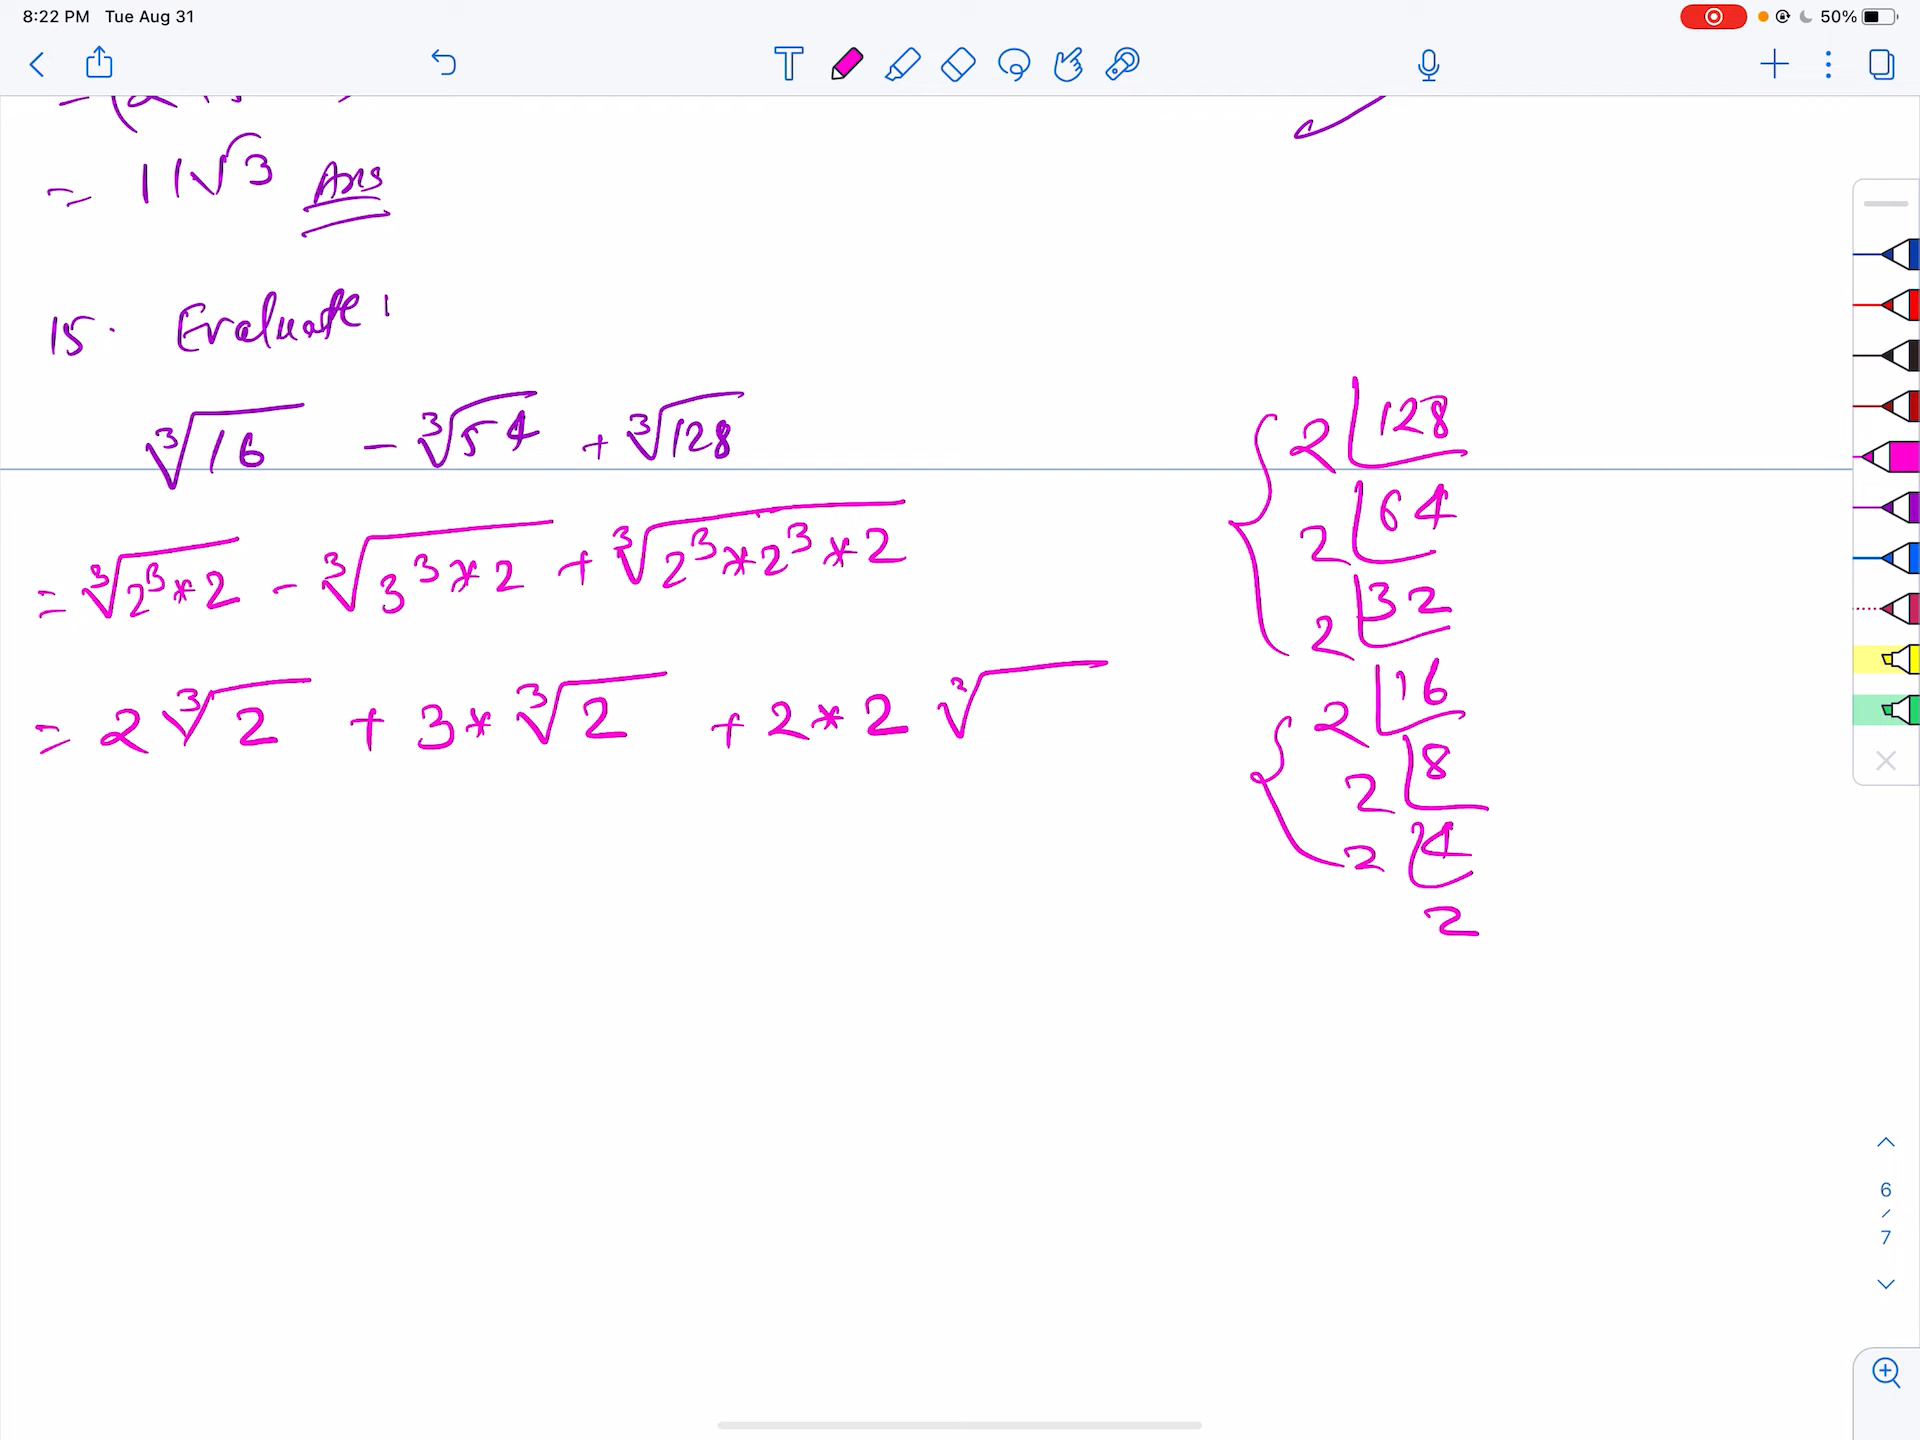 8:22 PM Tue Aug 31
50%
= 11√3 Ans
15. Evaluate :
∛16 - ∛54 + ∛128
= ∛(2³*2) - ∛(3³*2) + ∛(2³*2³*2)
= 2∛2 + 3*∛2 + 2*2∛
2 128
2 64
2 32
2 16
2 8
2 4
2
6
/
7